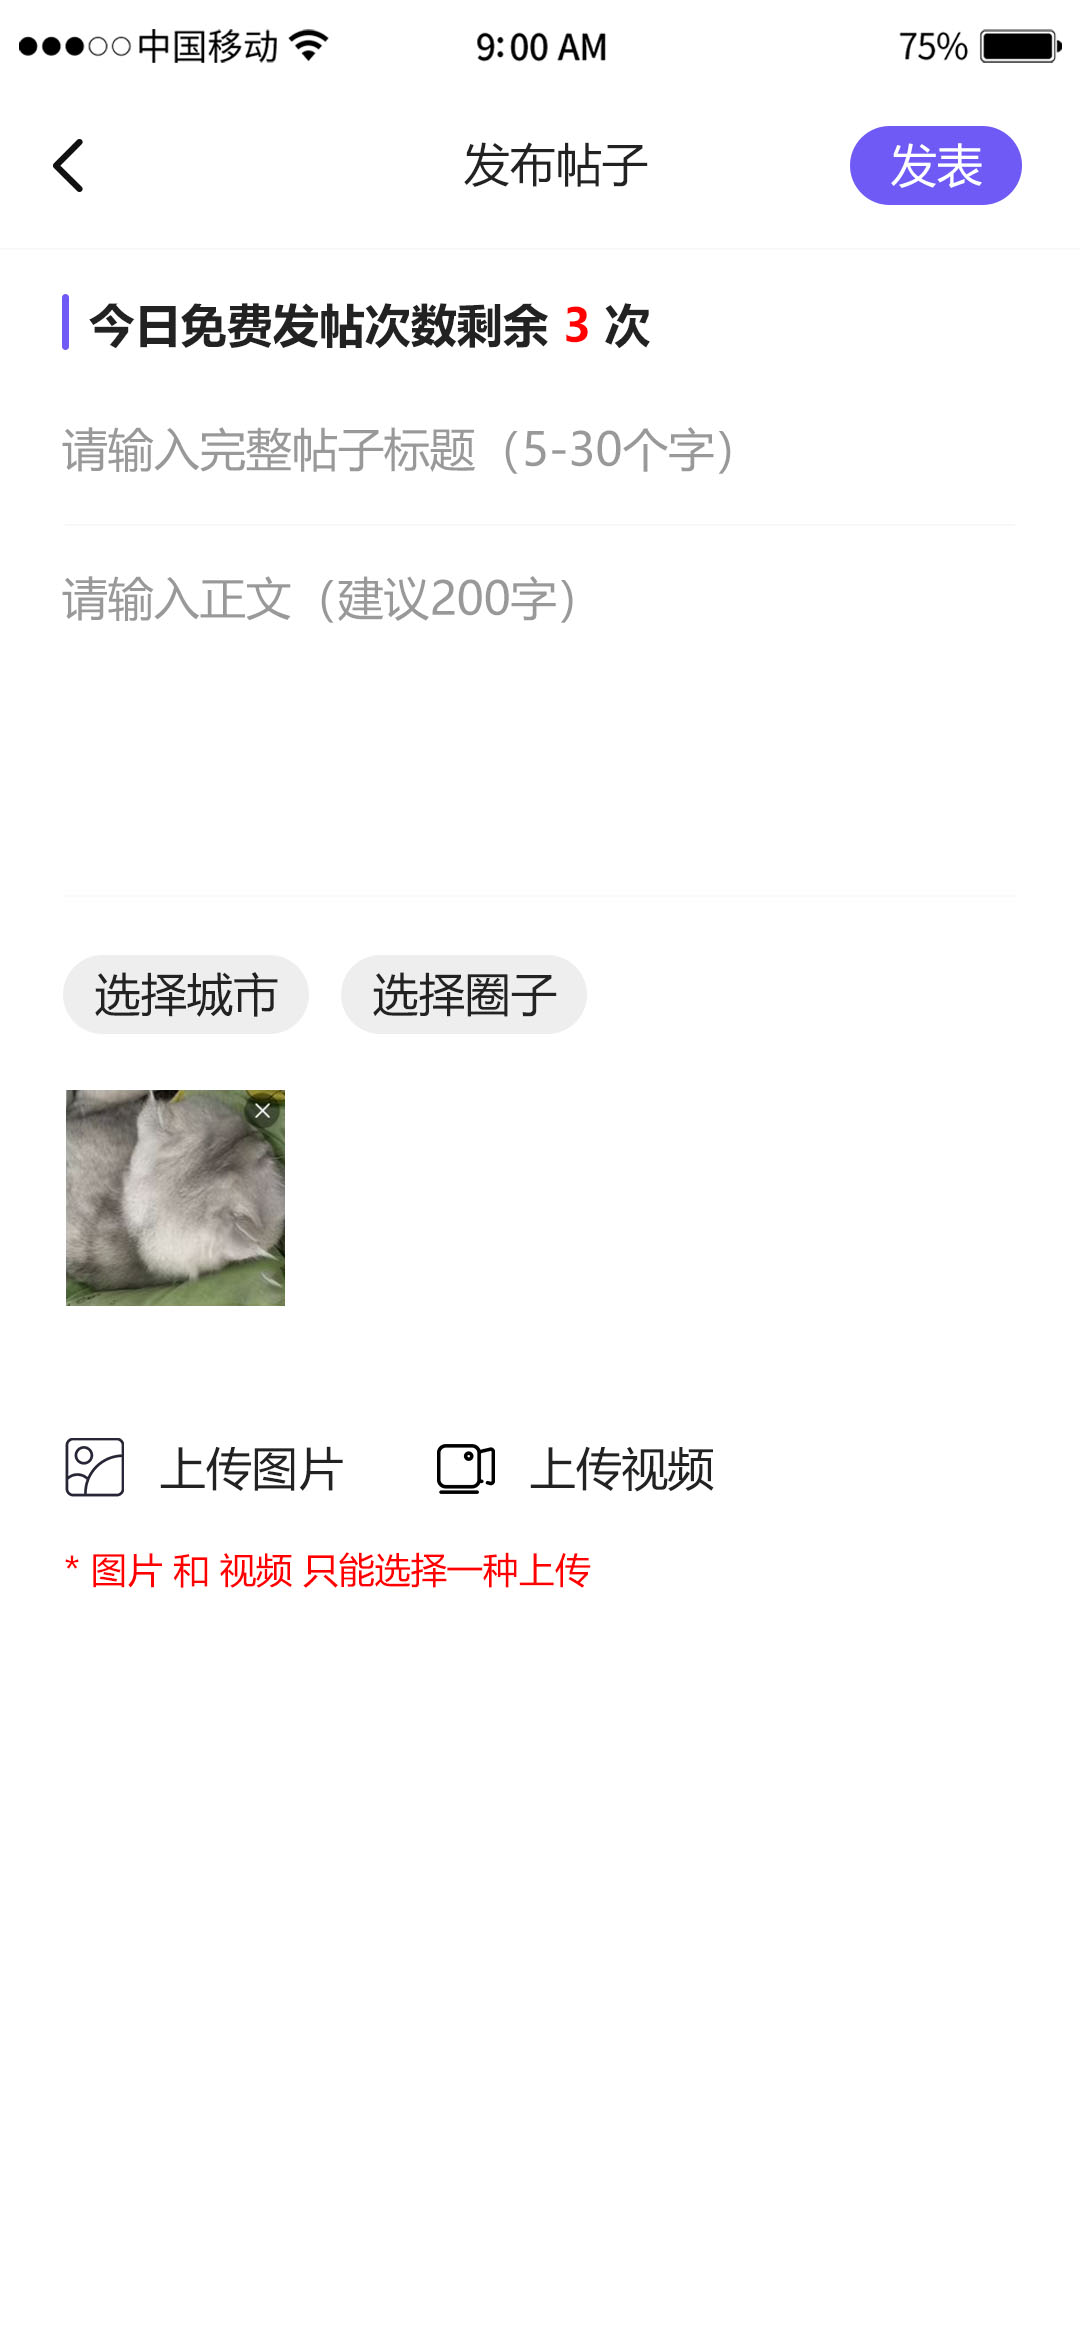 中国移动 9:00 AM 75%
发布帖子 发表
今日免费发帖次数剩余 3 次
请输入完整帖子标题（5-30个字）
请输入正文（建议200字）
选择城市 选择圈子
上传图片 上传视频
* 图片 和 视频 只能选择一种上传